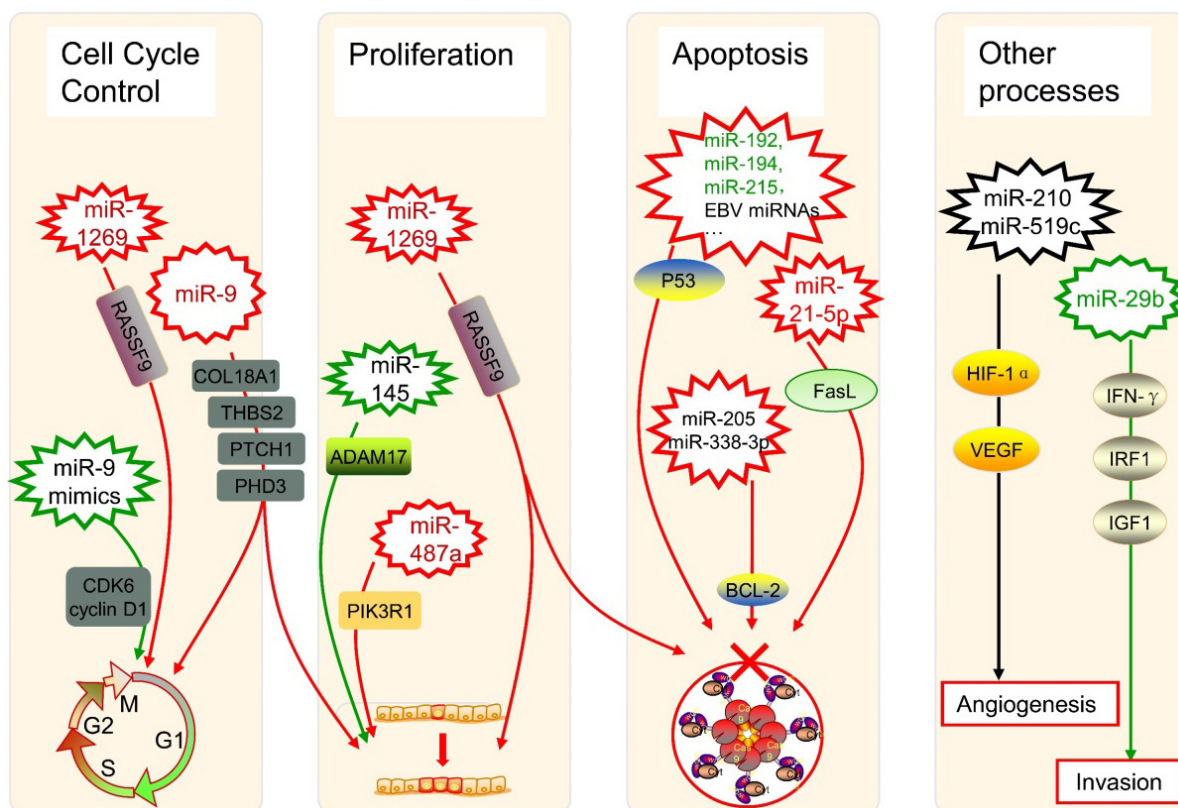 Cell Cycle
Control
miR-
1269
miR-9
RASSF9
COL18A1
THBS2
PTCH1
PHD3
miR-9
mimics
CDK6
cyclin D1
M
G2
G1
S
Proliferation
miR-
1269
RASSF9
miR-
145
ADAM17
miR-
487a
PIK3R1
Apoptosis
miR-192,
miR-194,
miR-215,
EBV miRNAs
...
P53
miR-
21-5p
FasL
miR-205
miR-338-3p
BCL-2
Other
processes
miR-210
miR-519c
miR-29b
HIF-1α
VEGF
IFN-γ
IRF1
IGF1
Angiogenesis
Invasion